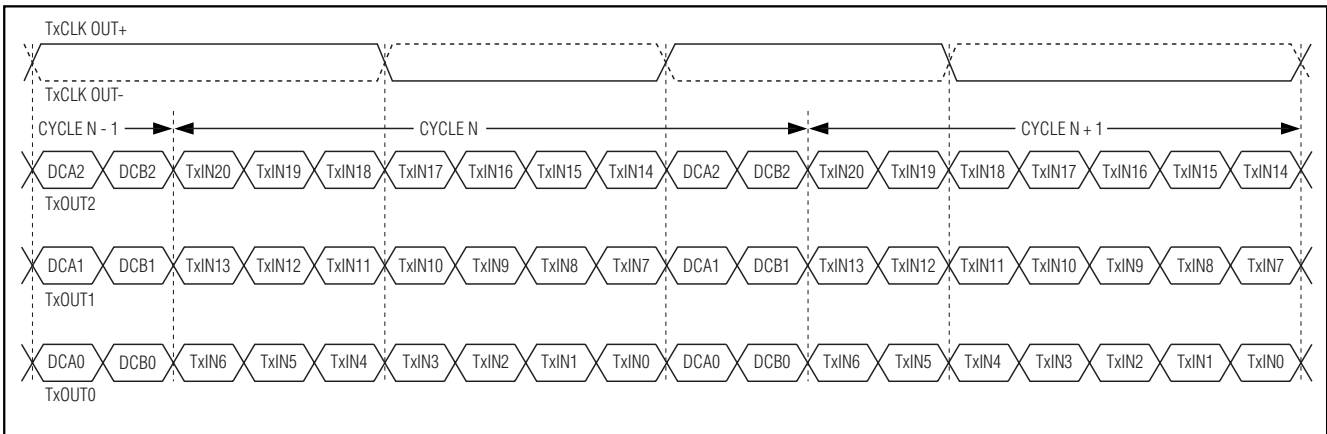 TxCLK OUT+
TxCLK OUT-
CYCLE N - 1 CYCLE N CYCLE N + 1
DCA2 DCB2 TxIN20 TxIN19 TxIN18 TxIN17 TxIN16 TxIN15 TxIN14 DCA2 DCB2 TxIN20 TxIN19 TxIN18 TxIN17 TxIN16 TxIN15 TxIN14
TxOUT2
DCA1 DCB1 TxIN13 TxIN12 TxIN11 TxIN10 TxIN9 TxIN8 TxIN7 DCA1 DCB1 TxIN13 TxIN12 TxIN11 TxIN10 TxIN9 TxIN8 TxIN7
TxOUT1
DCA0 DCB0 TxIN6 TxIN5 TxIN4 TxIN3 TxIN2 TxIN1 TxIN0 DCA0 DCB0 TxIN6 TxIN5 TxIN4 TxIN3 TxIN2 TxIN1 TxIN0
TxOUT0